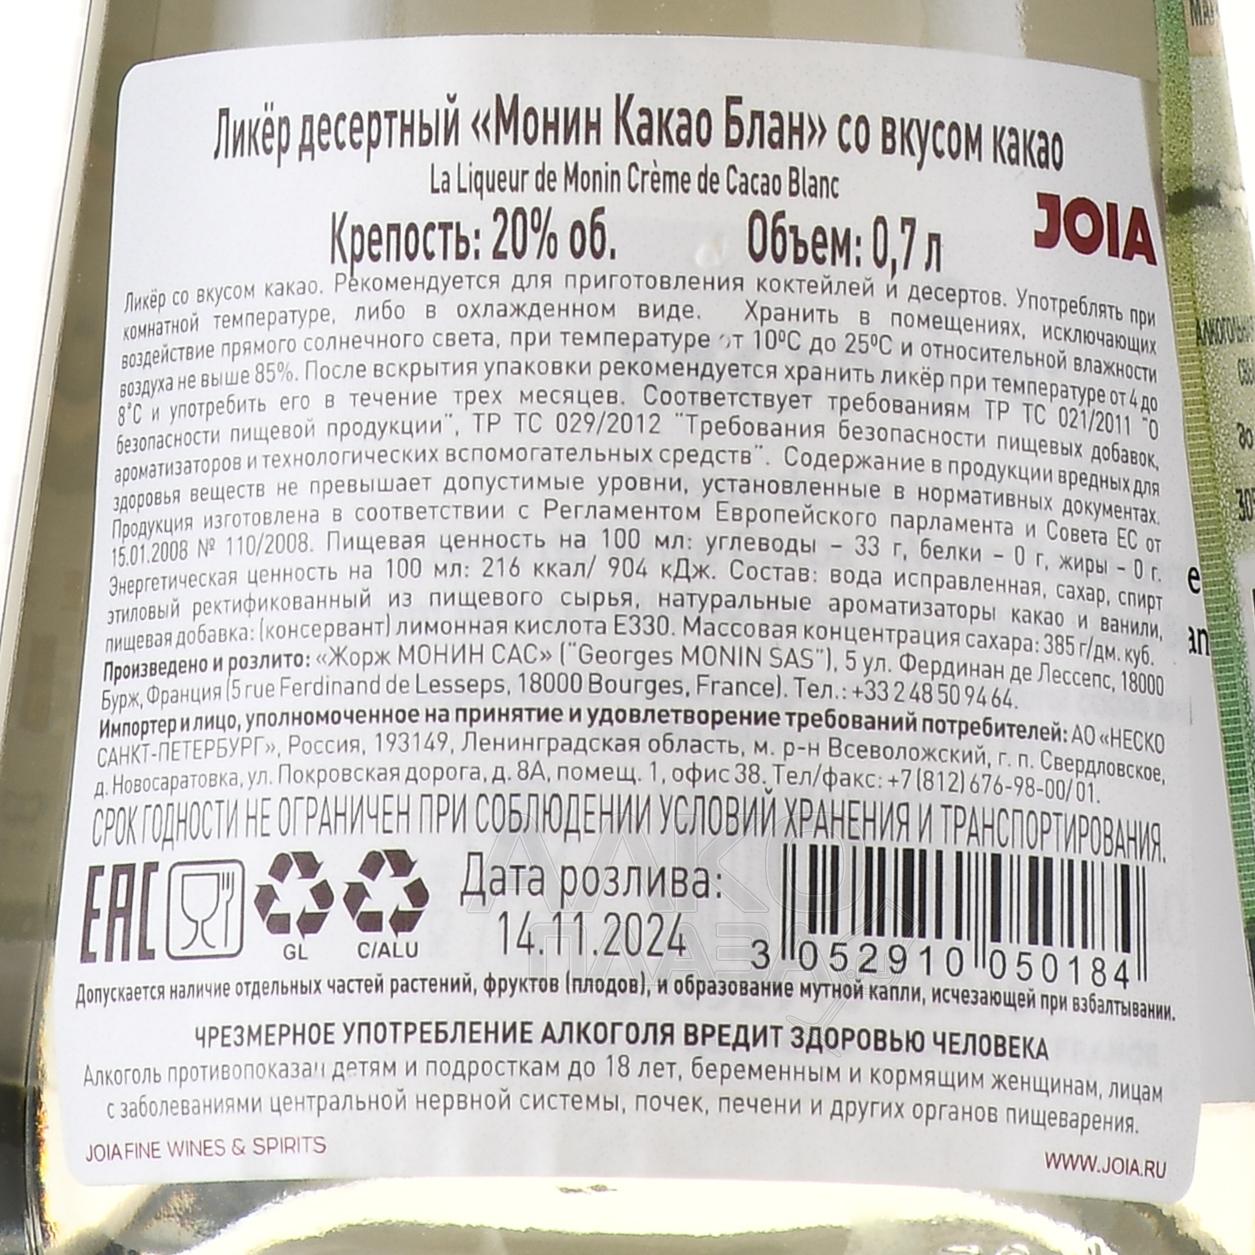 Ликёр десертный «Монин Какао Блан» со вкусом какао
La Liqueur de Monin Crème de Cacao Blanc
Крепость: 20% об. Объем: 0,7 л
JOIA
Ликёр со вкусом какао. Рекомендуется для приготовления коктейлей и десертов. Употреблять при
комнатной температуре, либо в охлажденном виде. Хранить в помещениях, исключающих
воздействие прямого солнечного света, при температуре от 10ºС до 25ºС и относительной влажности
воздуха не выше 85%. После вскрытия упаковки рекомендуется хранить ликёр при температуре от 4 до
8˚С и употребить его в течение трех месяцев. Соответствует требованиям ТР ТС 021/2011 "О
безопасности пищевой продукции", ТР ТС 029/2012 "Требования безопасности пищевых добавок,
ароматизаторов и технологических вспомогательных средств". Содержание в продукции вредных для
здоровья веществ не превышает допустимые уровни, установленные в нормативных документах.
Продукция изготовлена в соответствии с Регламентом Европейского парламента и Совета ЕС от
15.01.2008 № 110/2008. Пищевая ценность на 100 мл: углеводы – 33 г, белки – 0 г, жиры – 0 г.
Энергетическая ценность на 100 мл: 216 ккал/ 904 кДж. Состав: вода исправленная, сахар, спирт
этиловый ректификованный из пищевого сырья, натуральные ароматизаторы какао и ванили,
пищевая добавка: (консервант) лимонная кислота Е330. Массовая концентрация сахара: 385 г/дм. куб.
Произведено и розлито: «Жорж МОНИН САС» ("Georges MONIN SAS"), 5 ул. Фердинан де Лессепс, 18000
Бурж, Франция (5 rue Ferdinand de Lesseps, 18000 Bourges, France). Тел.: +33 2 48 50 94 64.
Импортер и лицо, уполномоченное на принятие и удовлетворение требований потребителей: АО «НЕСКО
САНКТ-ПЕТЕРБУРГ», Россия, 193149, Ленинградская область, м. р-н Всеволожский, г. п. Свердловское,
д. Новосаратовка, ул. Покровская дорога, д. 8А, помещ. 1, офис 38. Тел/факс: +7 (812) 676-98-00/01.
СРОК ГОДНОСТИ НЕ ОГРАНИЧЕН ПРИ СОБЛЮДЕНИИ УСЛОВИЙ ХРАНЕНИЯ И ТРАНСПОРТИРОВАНИЯ.
ЕАС
GL
C/ALU
Дата розлива:
14.11.2024
3 052910 050184
Допускается наличие отдельных частей растений, фруктов (плодов), и образование мутной капли, исчезающей при взбалтывании.
ЧРЕЗМЕРНОЕ УПОТРЕБЛЕНИЕ АЛКОГОЛЯ ВРЕДИТ ЗДОРОВЬЮ ЧЕЛОВЕКА
Алкоголь противопоказан детям и подросткам до 18 лет, беременным и кормящим женщинам, лицам
с заболеваниями центральной нервной системы, почек, печени и других органов пищеварения.
JOIA FINE WINES & SPIRITS
WWW.JOIA.RU
АЛКО
ПЛАЗА